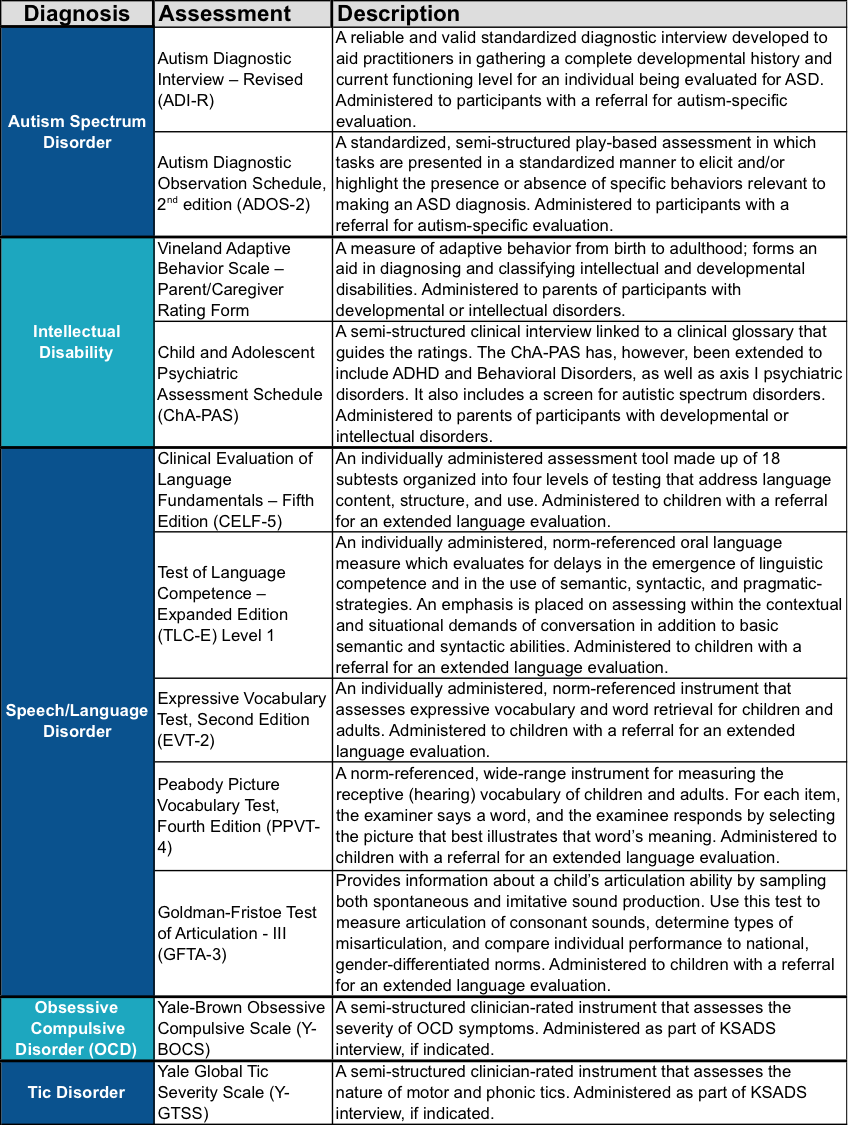 Diagnosis Assessment Description
Autism Spectrum
Disorder
Autism Diagnostic
Interview – Revised
(ADI-R)
A reliable and valid standardized diagnostic interview developed to
aid practitioners in gathering a complete developmental history and
current functioning level for an individual being evaluated for ASD.
Administered to participants with a referral for autism-specific
evaluation.
Autism Diagnostic
Observation Schedule,
2nd edition (ADOS-2)
A standardized, semi-structured play-based assessment in which
tasks are presented in a standardized manner to elicit and/or
highlight the presence or absence of specific behaviors relevant to
making an ASD diagnosis. Administered to participants with a
referral for autism-specific evaluation.
Intellectual
Disability
Vineland Adaptive
Behavior Scale –
Parent/Caregiver
Rating Form
A measure of adaptive behavior from birth to adulthood; forms an
aid in diagnosing and classifying intellectual and developmental
disabilities. Administered to parents of participants with
developmental or intellectual disorders.
Child and Adolescent
Psychiatric
Assessment Schedule
(ChA-PAS)
A semi-structured clinical interview linked to a clinical glossary that
guides the ratings. The ChA-PAS has, however, been extended to
include ADHD and Behavioral Disorders, as well as axis I psychiatric
disorders. It also includes a screen for autistic spectrum disorders.
Administered to parents of participants with developmental or
intellectual disorders.
Speech/Language
Disorder
Clinical Evaluation of
Language
Fundamentals – Fifth
Edition (CELF-5)
An individually administered assessment tool made up of 18
subtests organized into four levels of testing that address language
content, structure, and use. Administered to children with a referral
for an extended language evaluation.
Test of Language
Competence –
Expanded Edition
(TLC-E) Level 1
An individually administered, norm-referenced oral language
measure which evaluates for delays in the emergence of linguistic
competence and in the use of semantic, syntactic, and pragmatic-
strategies. An emphasis is placed on assessing within the contextual
and situational demands of conversation in addition to basic
semantic and syntactic abilities. Administered to children with a
referral for an extended language evaluation.
Expressive Vocabulary
Test, Second Edition
(EVT-2)
An individually administered, norm-referenced instrument that
assesses expressive vocabulary and word retrieval for children and
adults. Administered to children with a referral for an extended
language evaluation.
Peabody Picture
Vocabulary Test,
Fourth Edition (PPVT-
4)
A norm-referenced, wide-range instrument for measuring the
receptive (hearing) vocabulary of children and adults. For each item,
the examiner says a word, and the examinee responds by selecting
the picture that best illustrates that word’s meaning. Administered to
children with a referral for an extended language evaluation.
Goldman-Fristoe Test
of Articulation - III
(GFTA-3)
Provides information about a child’s articulation ability by sampling
both spontaneous and imitative sound production. Use this test to
measure articulation of consonant sounds, determine types of
misarticulation, and compare individual performance to national,
gender-differentiated norms. Administered to children with a referral
for an extended language evaluation.
Obsessive
Compulsive
Disorder (OCD)
Yale-Brown Obsessive
Compulsive Scale (Y-
BOCS)
A semi-structured clinician-rated instrument that assesses the
severity of OCD symptoms. Administered as part of KSADS
interview, if indicated.
Tic Disorder
Yale Global Tic
Severity Scale (Y-
GTSS)
A semi-structured clinician-rated instrument that assesses the
nature of motor and phonic tics. Administered as part of KSADS
interview, if indicated.